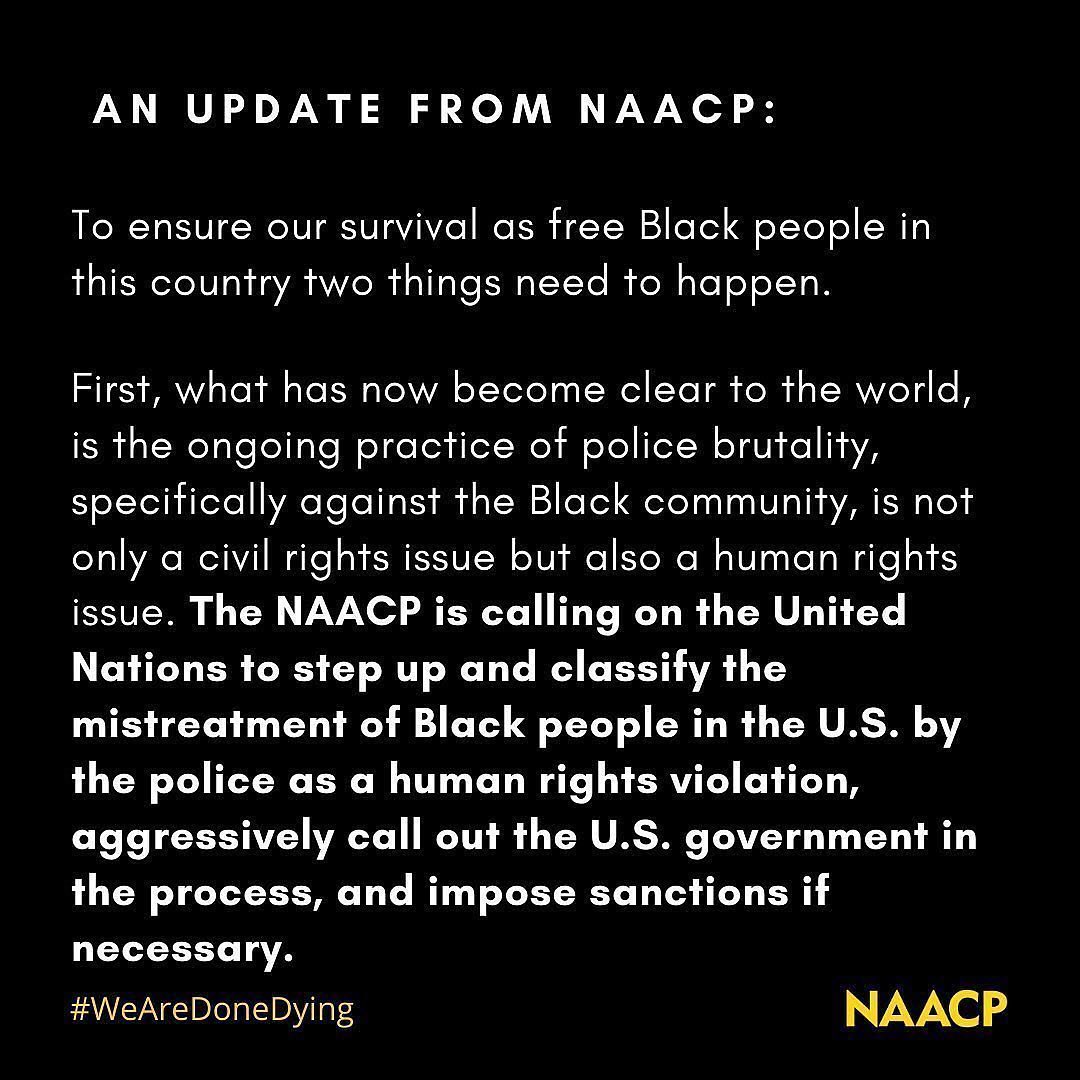 AN UPDATE FROM NAACP:
To ensure our survival as free Black people in
this country two things need to happen.
First, what has now become clear to the world,
is the ongoing practice of police brutality,
specifically against the Black community, is not
only a civil rights issue but also a human rights
issue. The NAACP is calling on the United
Nations to step up and classify the
mistreatment of Black people in the U.S. by
the police as a human rights violation,
aggressively call out the U.S. government in
the process, and impose sanctions if
necessary.
#WeAreDoneDying
NAACP